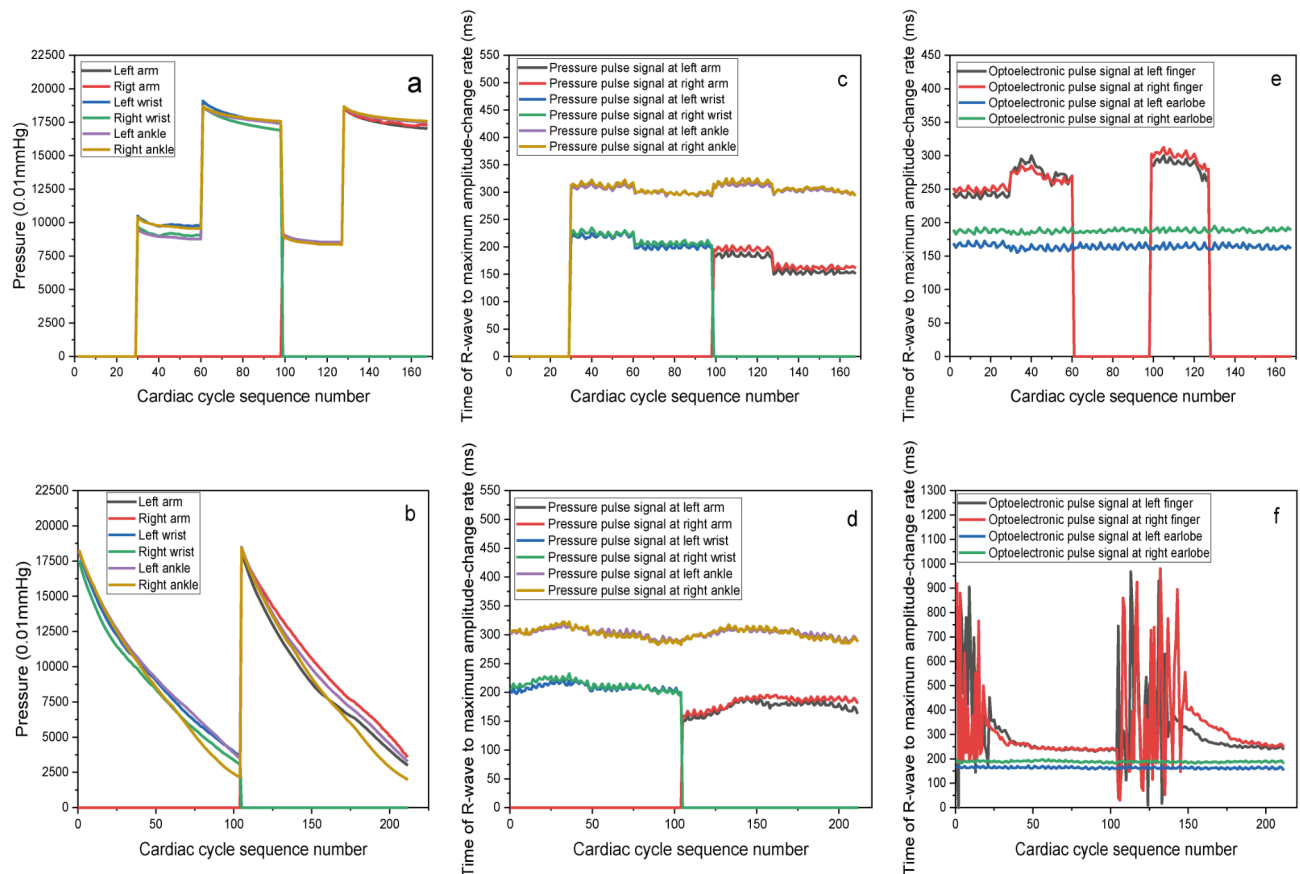 a
Left arm
Rigt arm
Left wrist
Right wrist
Left ankle
Right ankle
Pressure (0.01mmHg)
22500
20000
17500
15000
12500
10000
7500
5000
2500
0
0 20 40 60 80 100 120 140 160
Cardiac cycle sequence number
c
Pressure pulse signal at left arm
Pressure pulse signal at right arm
Pressure pulse signal at left wrist
Pressure pulse signal at right wrist
Pressure pulse signal at left ankle
Pressure pulse signal at right ankle
Time of R-wave to maximum amplitude-change rate (ms)
550
500
450
400
350
300
250
200
150
100
50
0
0 20 40 60 80 100 120 140 160
Cardiac cycle sequence number
e
Optoelectronic pulse signal at left finger
Optoelectronic pulse signal at right finger
Optoelectronic pulse signal at left earlobe
Optoelectronic pulse signal at right earlobe
Time of R-wave to maximum amplitude-change rate (ms)
450
400
350
300
250
200
150
100
50
0
0 20 40 60 80 100 120 140 160
Cardiac cycle sequence number
b
Left arm
Right arm
Left wrist
Right wrist
Left ankle
Right ankle
Pressure (0.01mmHg)
22500
20000
17500
15000
12500
10000
7500
5000
2500
0
0 50 100 150 200
Cardiac cycle sequence number
d
Pressure pulse signal at left arm
Pressure pulse signal at right arm
Pressure pulse signal at left wrist
Pressure pulse signal at right wrist
Pressure pulse signal at left ankle
Pressure pulse signal at right ankle
Time of R-wave to maximum amplitude-change rate (ms)
550
500
450
400
350
300
250
200
150
100
50
0
0 50 100 150 200
Cardiac cycle sequence number
f
Optoelectronic pulse signal at left finger
Optoelectronic pulse signal at right finger
Optoelectronic pulse signal at left earlobe
Optoelectronic pulse signal at right earlobe
Time of R-wave to maximum amplitude-change rate (ms)
1300
1200
1100
1000
900
800
700
600
500
400
300
200
100
0
0 50 100 150 200
Cardiac cycle sequence number